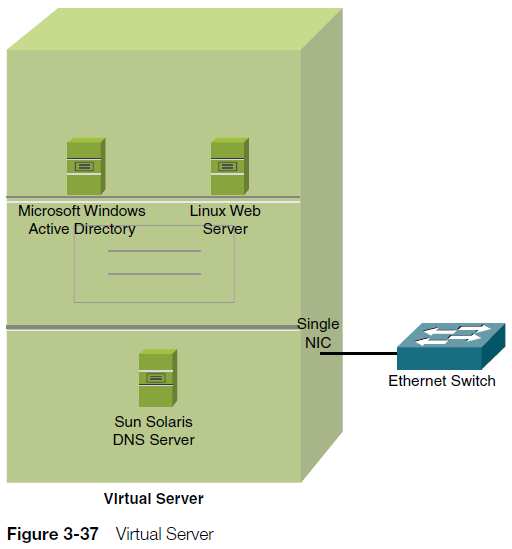 Microsoft Windows
Active Directory
Linux Web
Server
Single
NIC
Ethernet Switch
Sun Solaris
DNS Server
VIrtual Server
Figure 3-37 Virtual Server